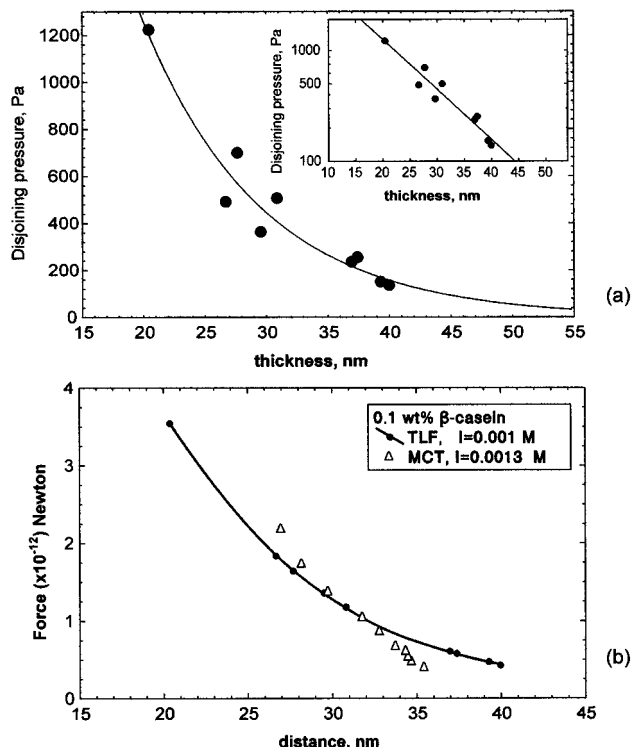 1200
1000
800
600
400
200
0
Disjoining pressure, Pa
15 20 25 30 35 40 45 50 55
thickness, nm
1000
500
100
Disjoining pressure, Pa
10 15 20 25 30 35 40 45 50
thickness, nm
(a)
4
3
2
1
0
Force (x10-12) Newton
0.1 wt% β-casein
TLF, I=0.001 M
MCT, I=0.0013 M
15 20 25 30 35 40 45
distance, nm
(b)